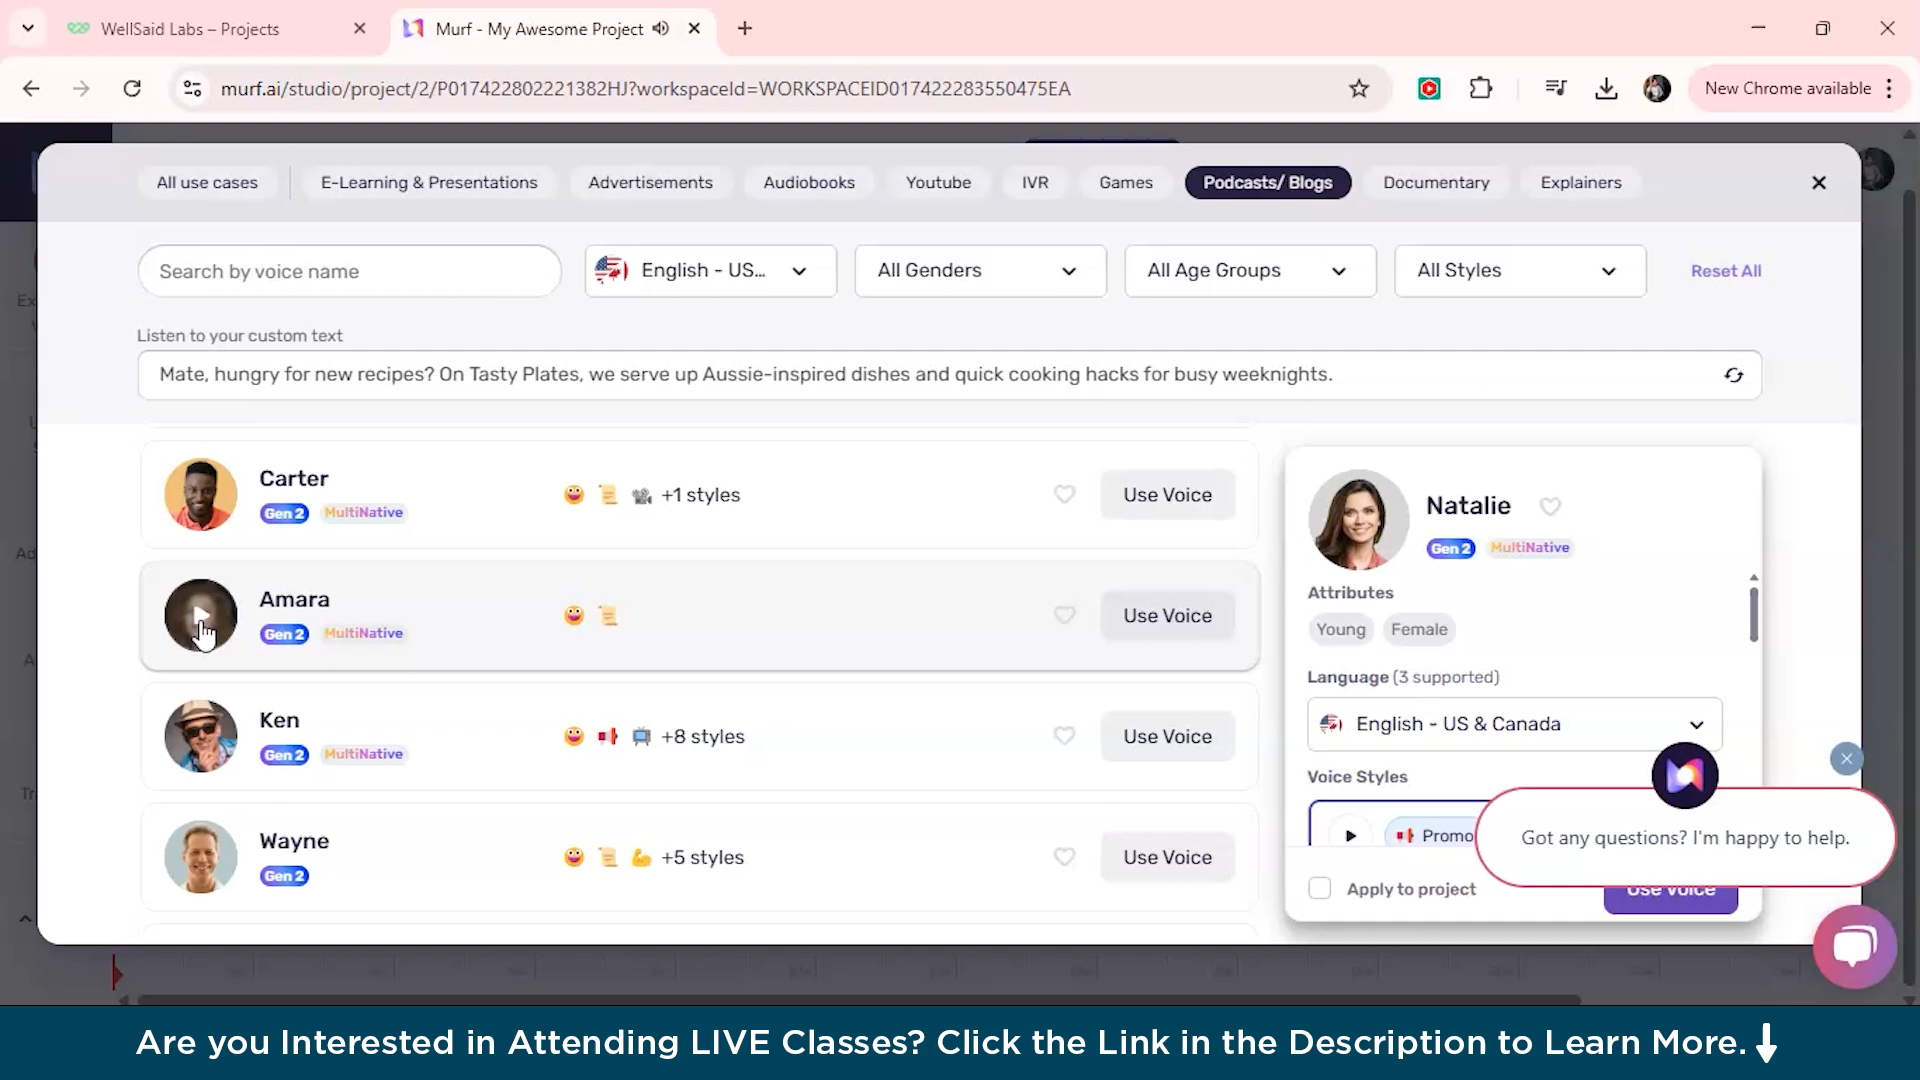 WellSaid Labs – Projects
Murf - My Awesome Project
murf.ai/studio/project/2/P017422802221382HJ?workspaceId=WORKSPACEID017422283550475EA
New Chrome available
All use cases
E-Learning & Presentations
Advertisements
Audiobooks
Youtube
IVR
Games
Podcasts/ Blogs
Documentary
Explainers
Search by voice name
English - US...
All Genders
All Age Groups
All Styles
Reset All
Listen to your custom text
Mate, hungry for new recipes? On Tasty Plates, we serve up Aussie-inspired dishes and quick cooking hacks for busy weeknights.
Carter
Gen 2 MultiNative
+1 styles
Use Voice
Amara
Gen 2 MultiNative
Use Voice
Ken
Gen 2 MultiNative
+8 styles
Use Voice
Wayne
Gen 2
+5 styles
Use Voice
Natalie
Gen 2 MultiNative
Attributes
Young Female
Language (3 supported)
English - US & Canada
Voice Styles
Promo
Got any questions? I'm happy to help.
Apply to project
Use Voice
Are you Interested in Attending LIVE Classes? Click the Link in the Description to Learn More.